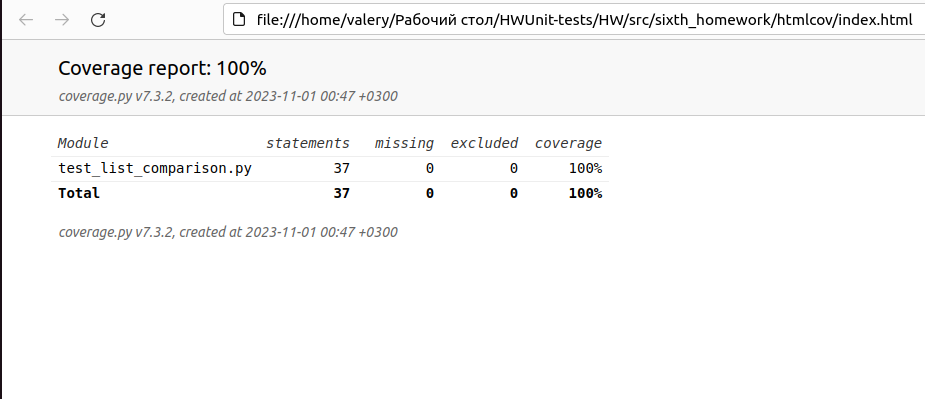 file:///home/valery/Рабочий стол/HWUnit-tests/HW/src/sixth_homework/htmlcov/index.html
Coverage report: 100%
coverage.py v7.3.2, created at 2023-11-01 00:47 +0300
Module statements missing excluded coverage
test_list_comparison.py 37 0 0 100%
Total 37 0 0 100%
coverage.py v7.3.2, created at 2023-11-01 00:47 +0300